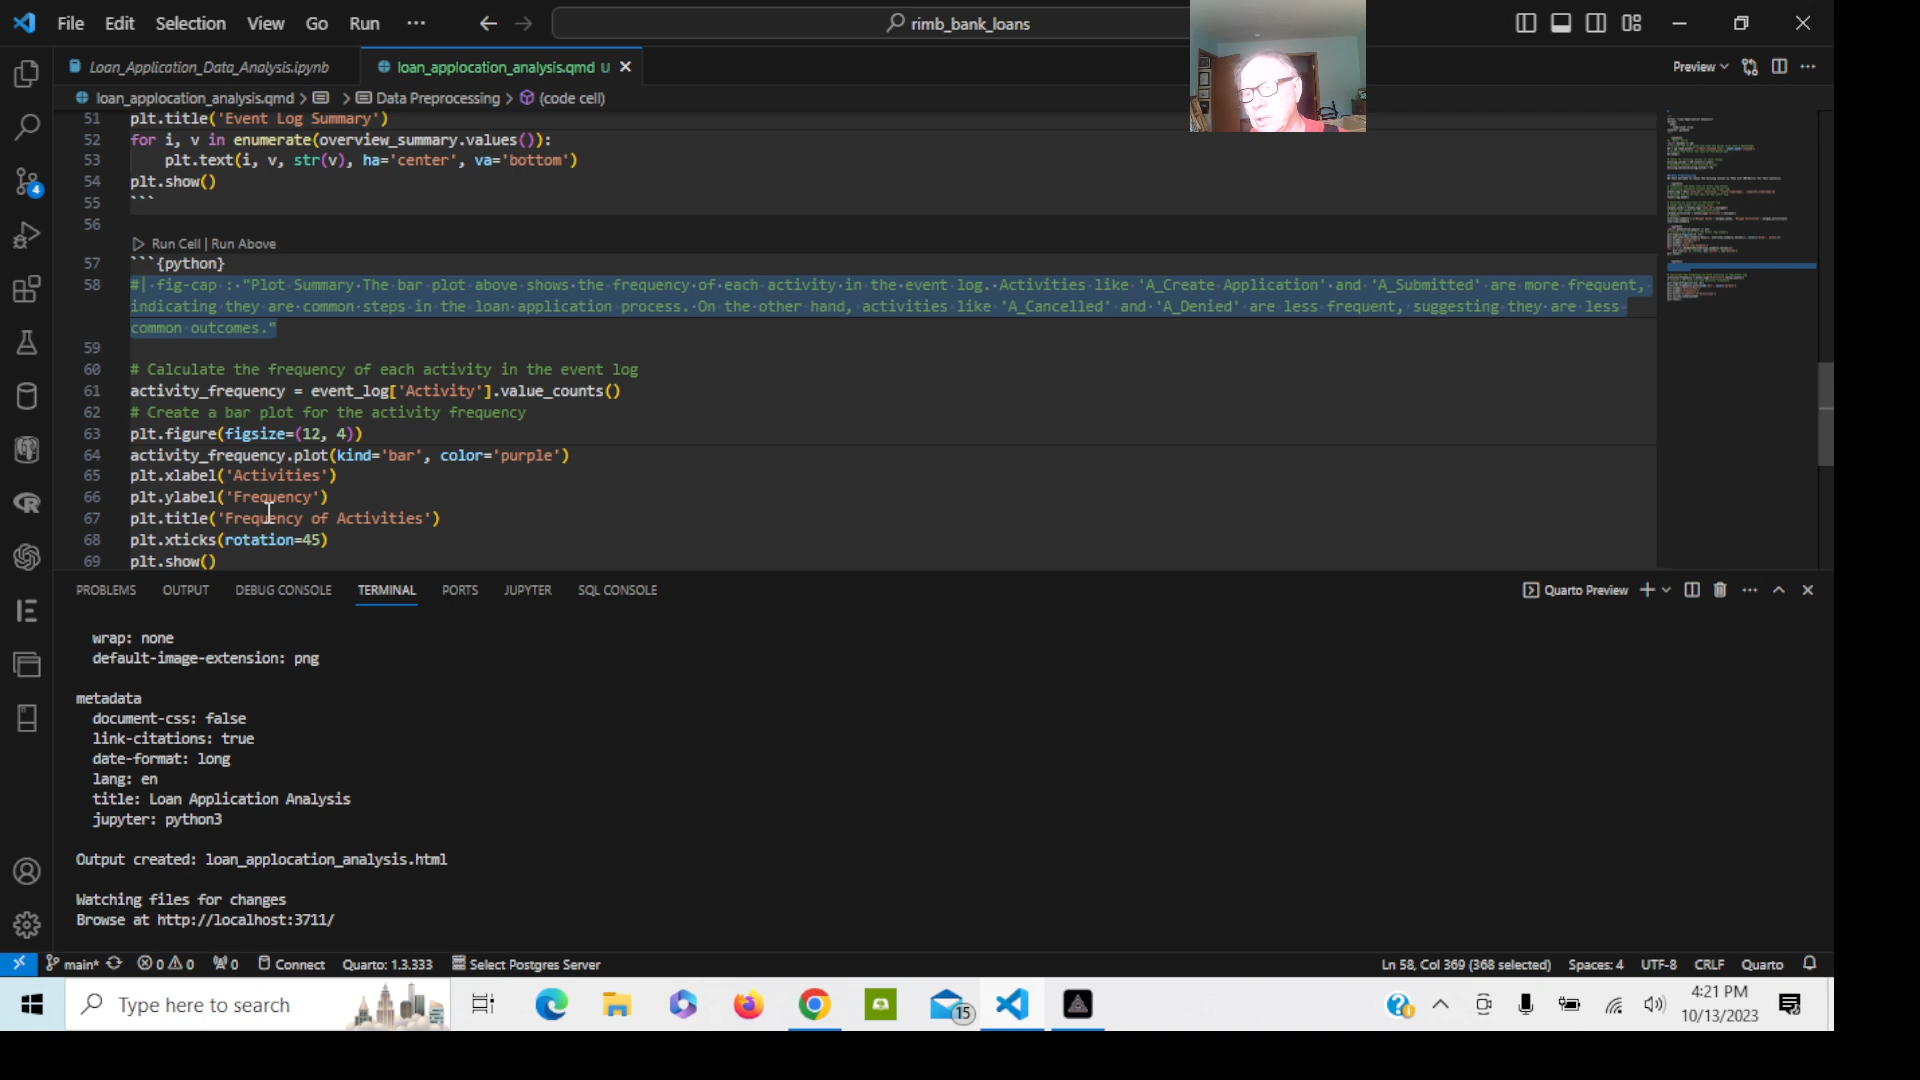 File Edit Selection View Go Run ··· rimb_bank_loans
Loan_Application_Data_Analysis.ipynb loan_applocation_analysis.qmd U Preview
loan_applocation_analysis.qmd > > Data Preprocessing > (code cell)
51 plt.title('Event Log Summary')
52 for i, v in enumerate(overview_summary.values()):
53 plt.text(i, v, str(v), ha='center', va='bottom')
54 plt.show()
55 ```
56
Run Cell | Run Above
57 ```{python}
58 #| fig-cap : "Plot Summary The bar plot above shows the frequency of each activity in the event log. Activities like 'A_Create Application' and 'A_Submitted' are more frequent,
indicating they are common steps in the loan application process. On the other hand, activities like 'A_Cancelled' and 'A_Denied' are less frequent, suggesting they are less
common outcomes."
59
60 # Calculate the frequency of each activity in the event log
61 activity_frequency = event_log['Activity'].value_counts()
62 # Create a bar plot for the activity frequency
63 plt.figure(figsize=(12, 4))
64 activity_frequency.plot(kind='bar', color='purple')
65 plt.xlabel('Activities')
66 plt.ylabel('Frequency')
67 plt.title('Frequency of Activities')
68 plt.xticks(rotation=45)
69 plt.show()
PROBLEMS OUTPUT DEBUG CONSOLE TERMINAL PORTS JUPYTER SQL CONSOLE Quarto Preview
wrap: none
default-image-extension: png
metadata
document-css: false
link-citations: true
date-format: long
lang: en
title: Loan Application Analysis
jupyter: python3
Output created: loan_applocation_analysis.html
Watching files for changes
Browse at http://localhost:3711/
main* 0 0 0 Connect Quarto: 1.3.333 Select Postgres Server Ln 58, Col 369 (368 selected) Spaces: 4 UTF-8 CRLF Quarto
4
Type here to search 15 4:21 PM
10/13/2023